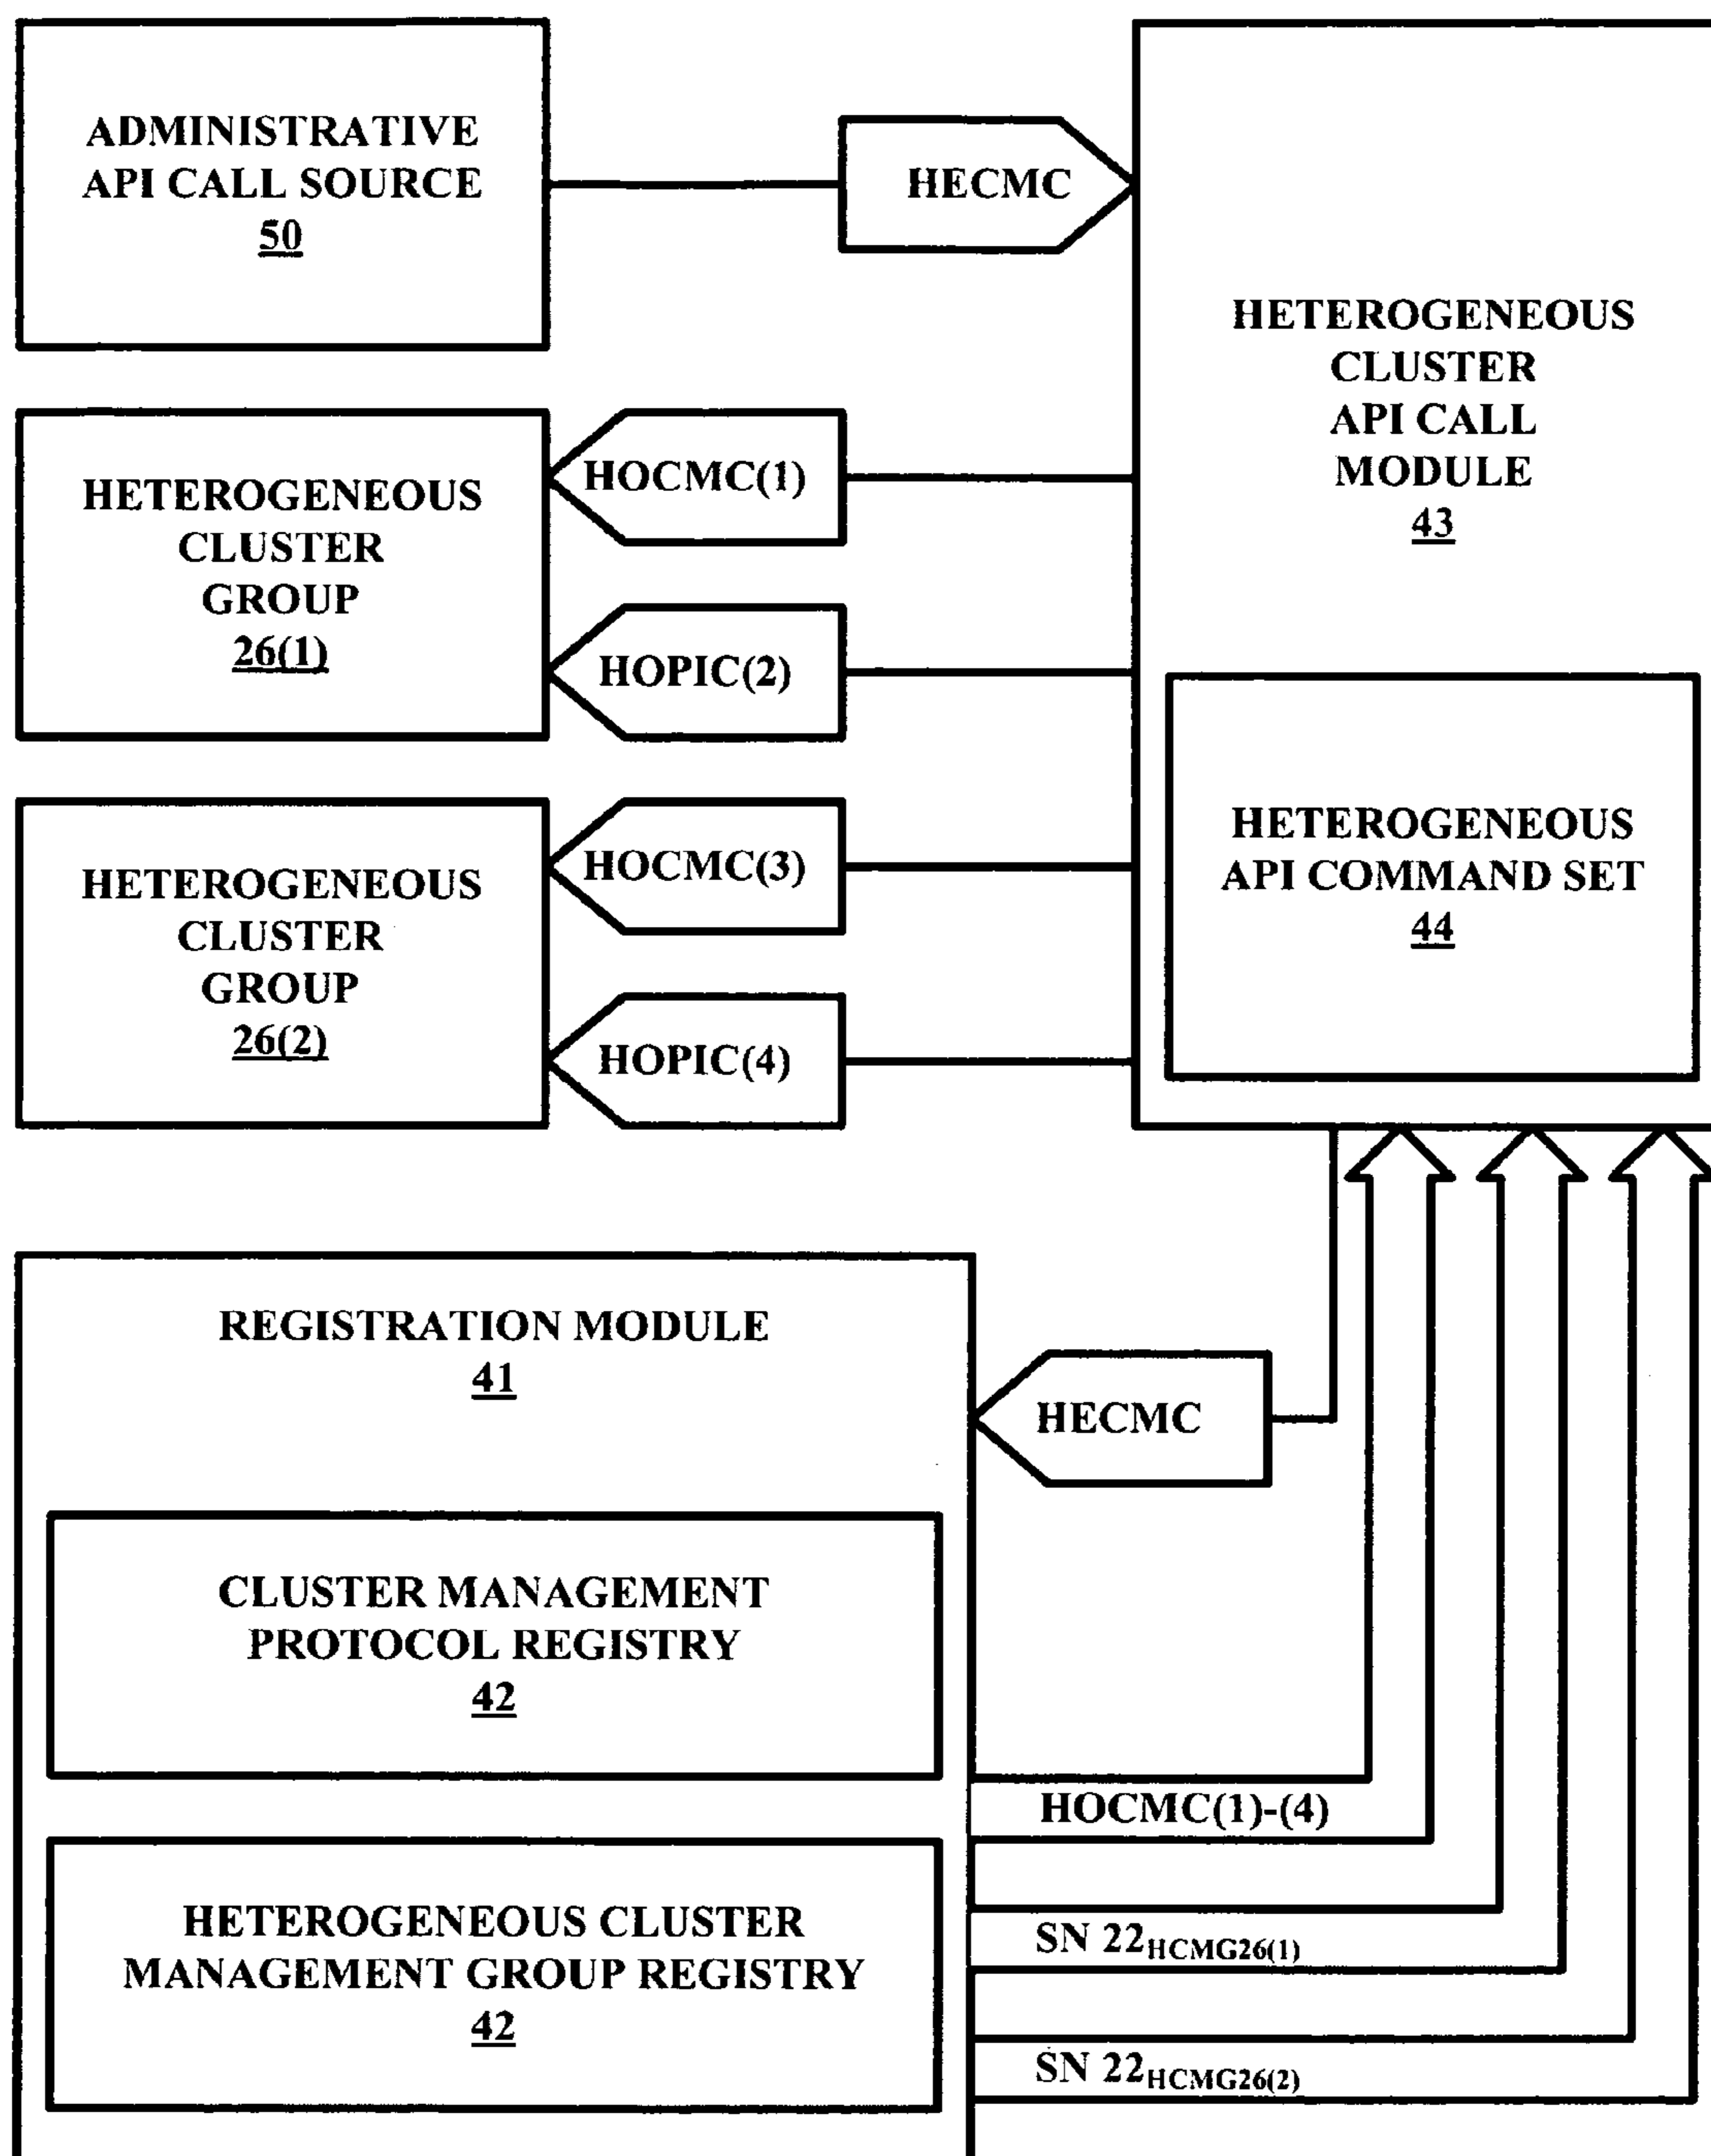 ADMINISTRATIVE
API CALL SOURCE
50
HECMC
HETEROGENEOUS
CLUSTER
API CALL
MODULE
43
HETEROGENEOUS
CLUSTER
GROUP
26(1)
HOCMC(1)
HOPIC(2)
HETEROGENEOUS
API COMMAND SET
44
HETEROGENEOUS
CLUSTER
GROUP
26(2)
HOCMC(3)
HOPIC(4)
REGISTRATION MODULE
41
HECMC
CLUSTER MANAGEMENT
PROTOCOL REGISTRY
42
HOCMC(1)-(4)
HETEROGENEOUS CLUSTER
MANAGEMENT GROUP REGISTRY
42
SN 22HCMG26(1)
SN 22HCMG26(2)